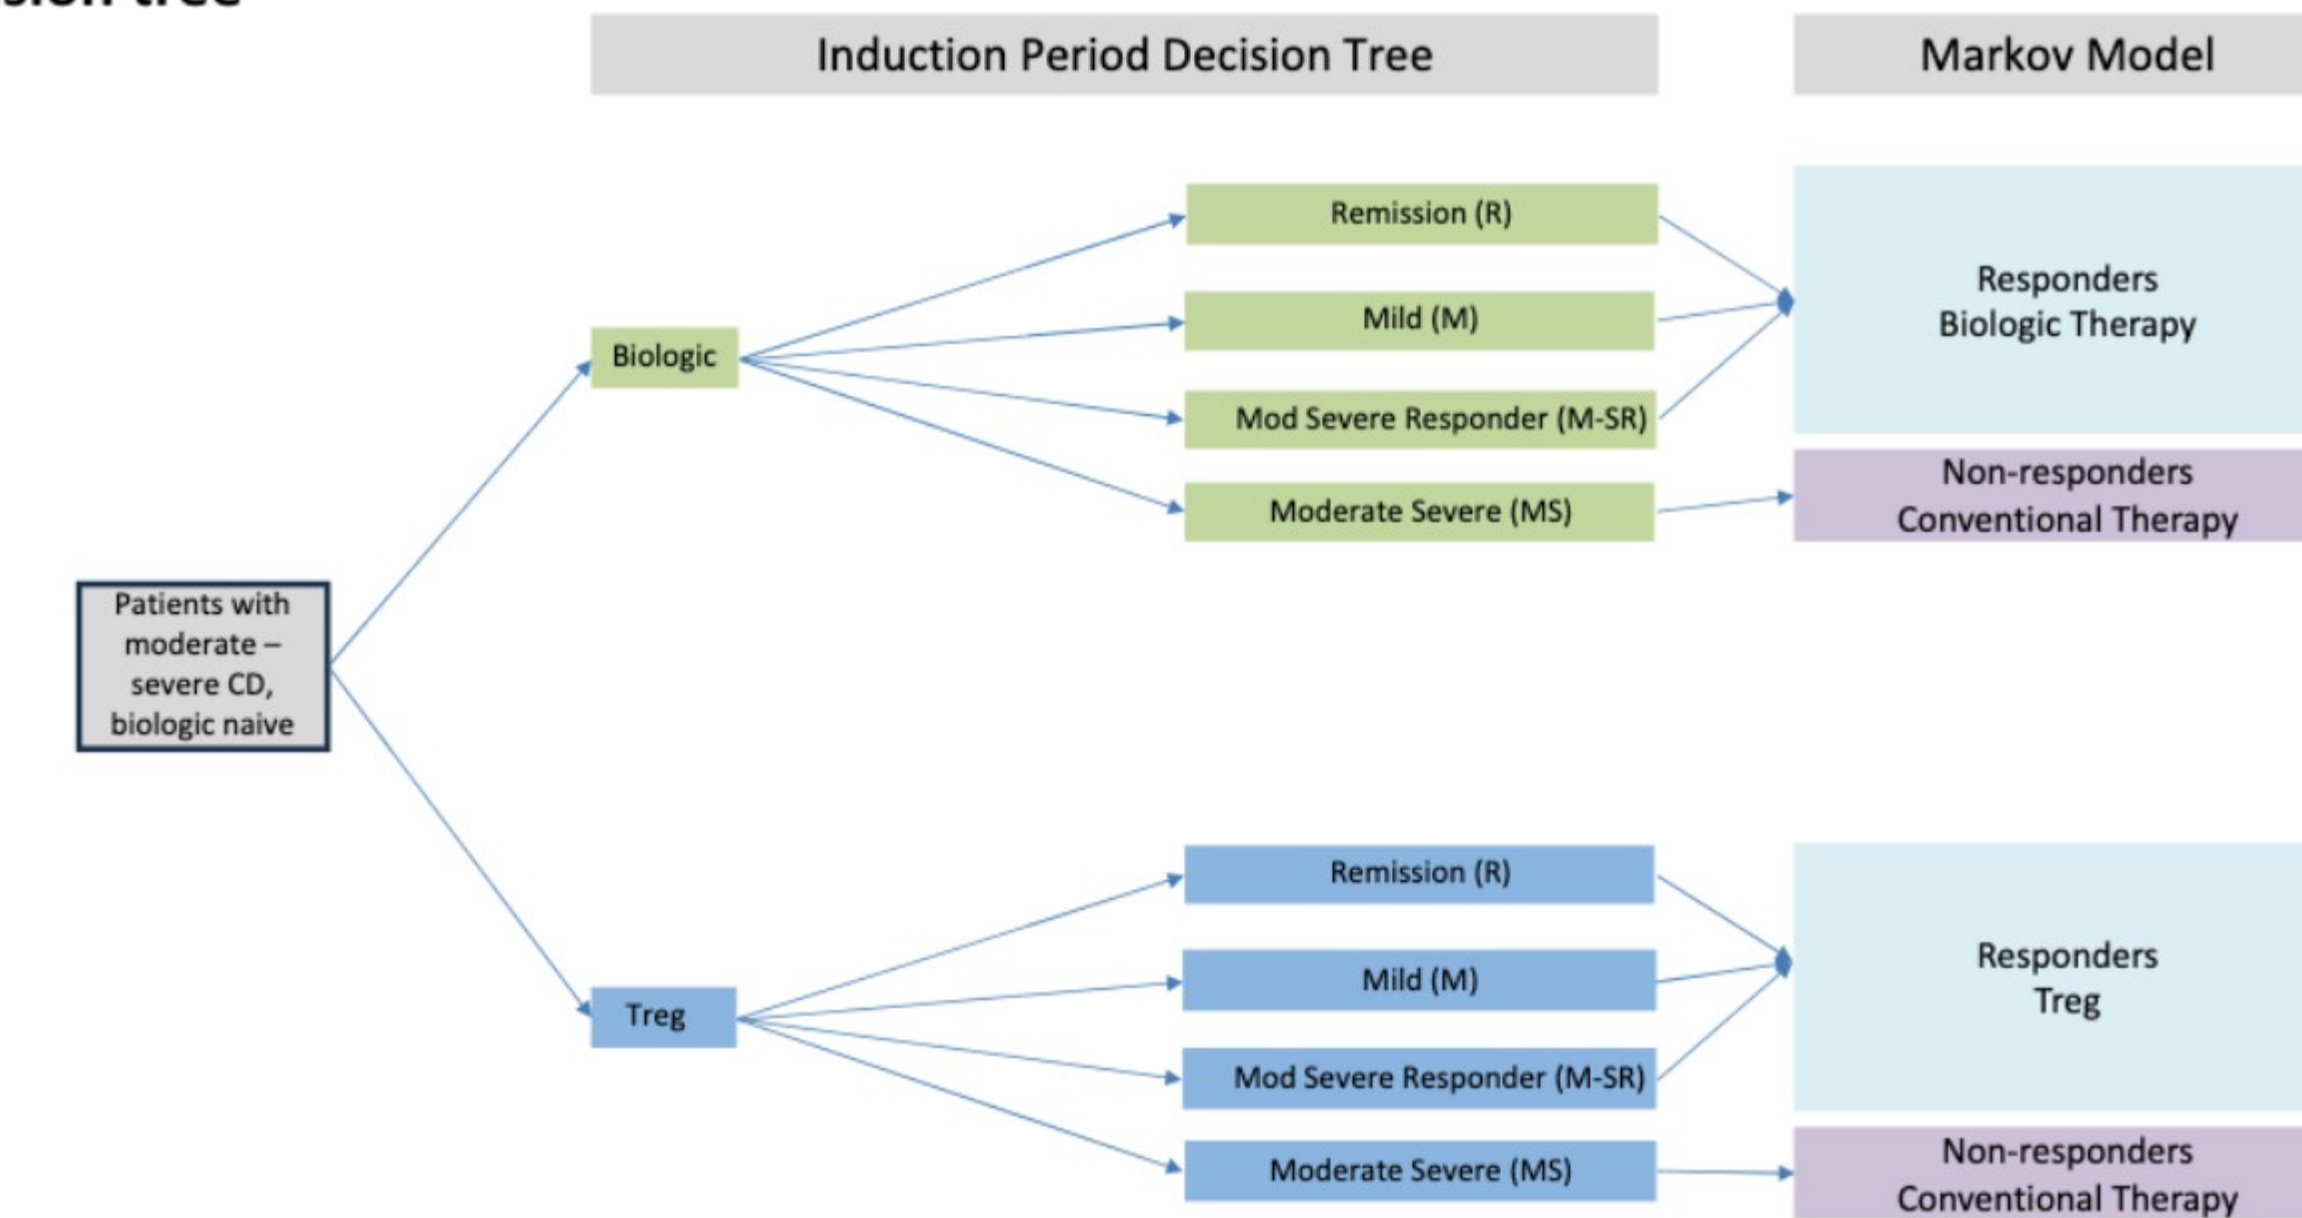 Induction Period Decision Tree
Markov Model
Remission (R)
Mild (M)
Mod Severe Responder (M-SR)
Moderate Severe (MS)
Biologic
Responders
Biologic Therapy
Non-responders
Conventional Therapy
Patients with
moderate –
severe CD,
biologic naive
Remission (R)
Mild (M)
Mod Severe Responder (M-SR)
Moderate Severe (MS)
Treg
Responders
Treg
Non-responders
Conventional Therapy